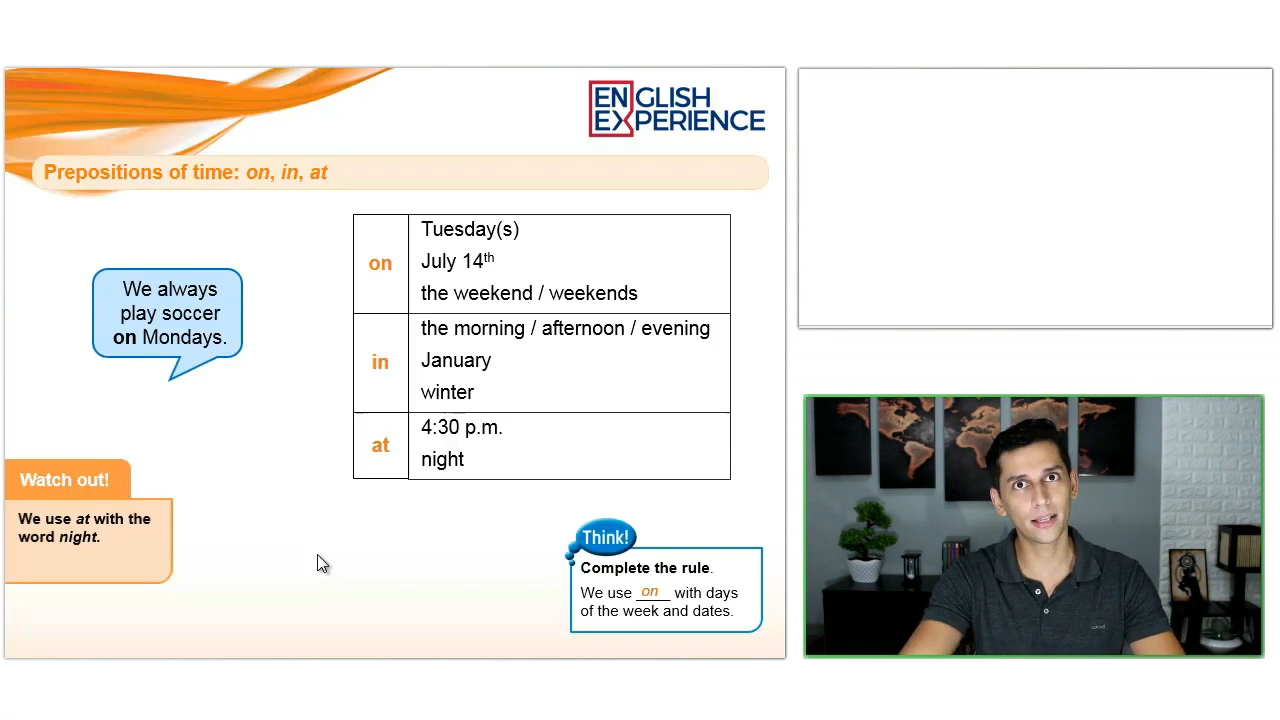 ENGLISH
EXPERIENCE
Prepositions of time: on, in, at
We always
play soccer
on Mondays.
on
Tuesday(s)
July 14th
the weekend / weekends
in
the morning / afternoon / evening
January
winter
at
4:30 p.m.
night
Watch out!
We use at with the
word night.
Think!
Complete the rule.
We use on with days
of the week and dates.